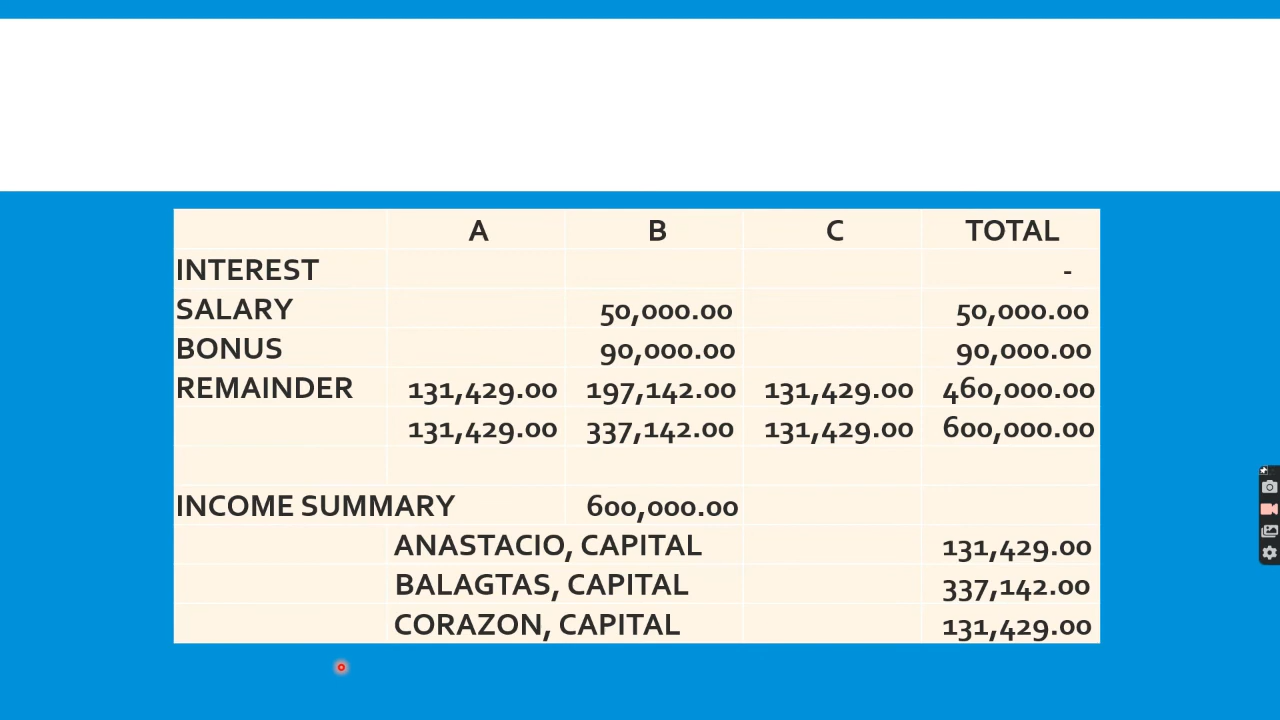 A B C TOTAL
INTEREST -
SALARY 50,000.00 50,000.00
BONUS 90,000.00 90,000.00
REMAINDER 131,429.00 197,142.00 131,429.00 460,000.00
131,429.00 337,142.00 131,429.00 600,000.00
INCOME SUMMARY 600,000.00
ANASTACIO, CAPITAL 131,429.00
BALAGTAS, CAPITAL 337,142.00
CORAZON, CAPITAL 131,429.00